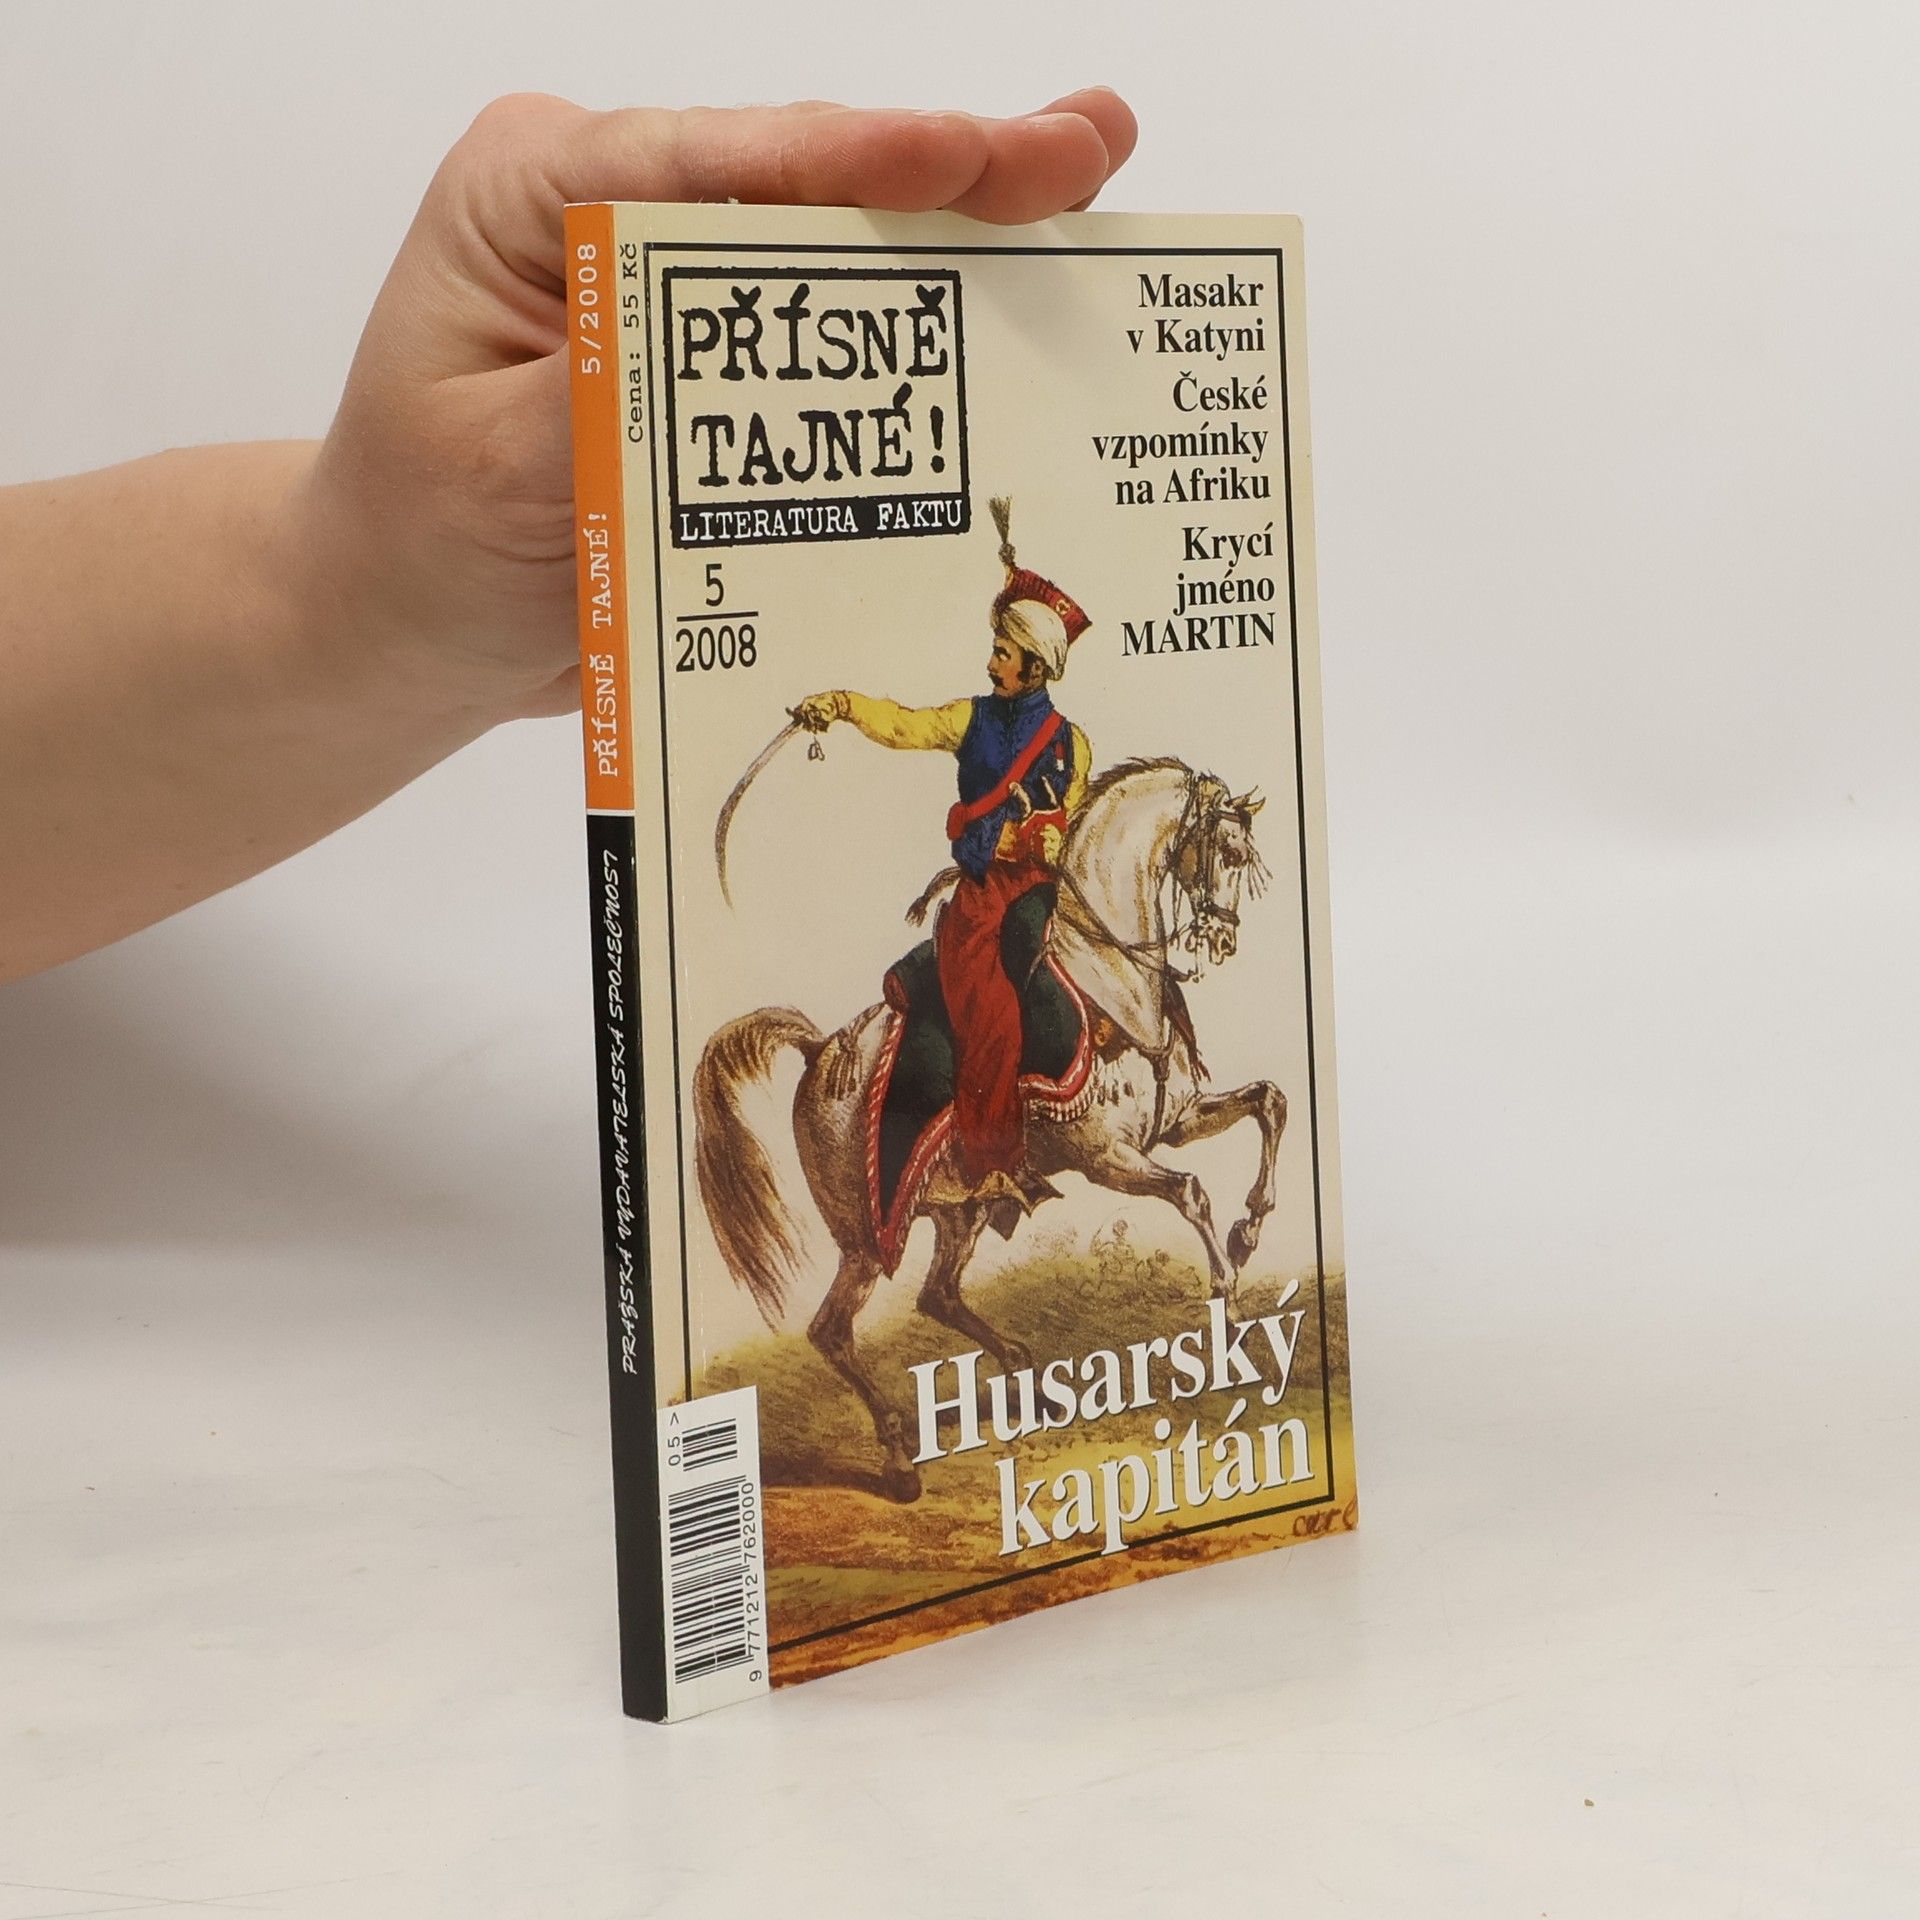 5/2008
PŘÍSNĚ TAJNÉ!
PRAŽSKÁ VYDAVATELSKÁ SPOLEČNOST
Cena: 55 Kč
PŘÍSNĚ
TAJNÉ!
LITERATURA FAKTU
5
2008
Masakr
v Katyni
České
vzpomínky
na Afriku
Krycí
jméno
MARTIN
Husarský
kapitán
05 >
9 771212 762000